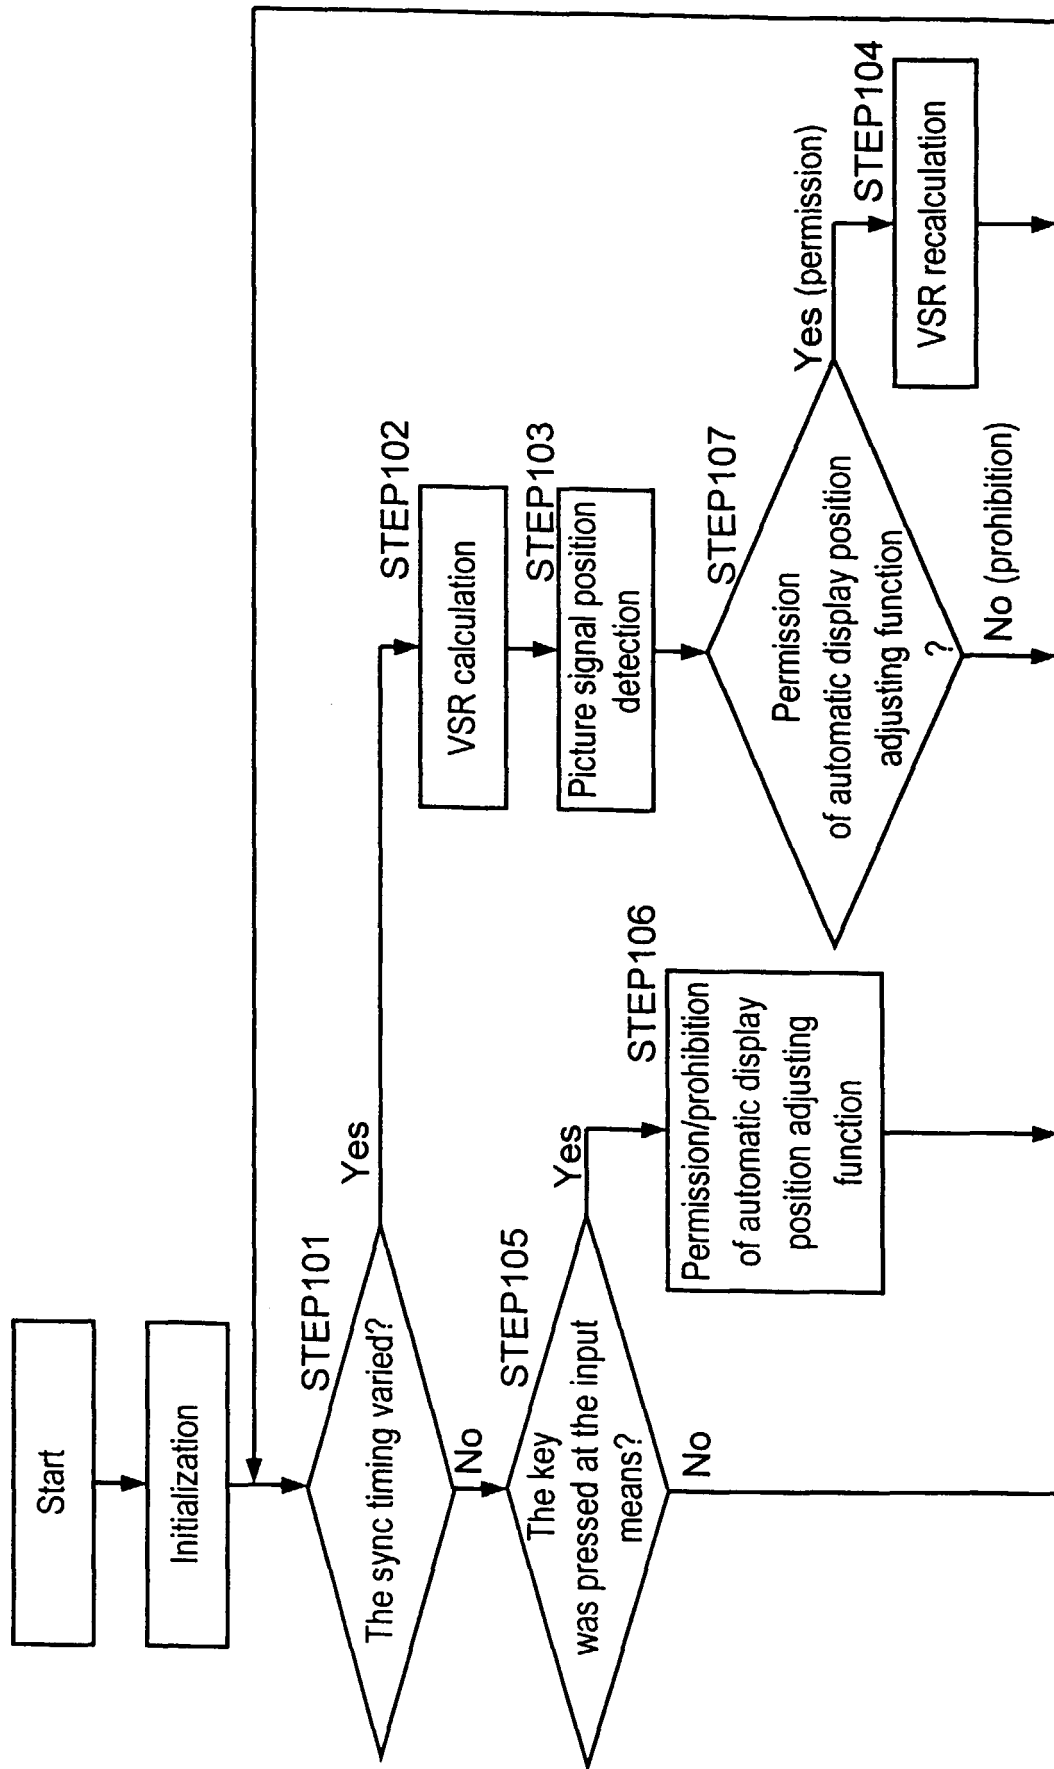 Start
Initialization
STEP101
The sync timing varied?
Yes
No
STEP102
VSR calculation
STEP103
Picture signal position
detection
STEP105
The key
was pressed at the input
means?
Yes
No
STEP106
Permission/prohibition
of automatic display
position adjusting
function
STEP107
Permission
of automatic display position
adjusting function
?
Yes (permission)
No (prohibition)
STEP104
VSR recalculation